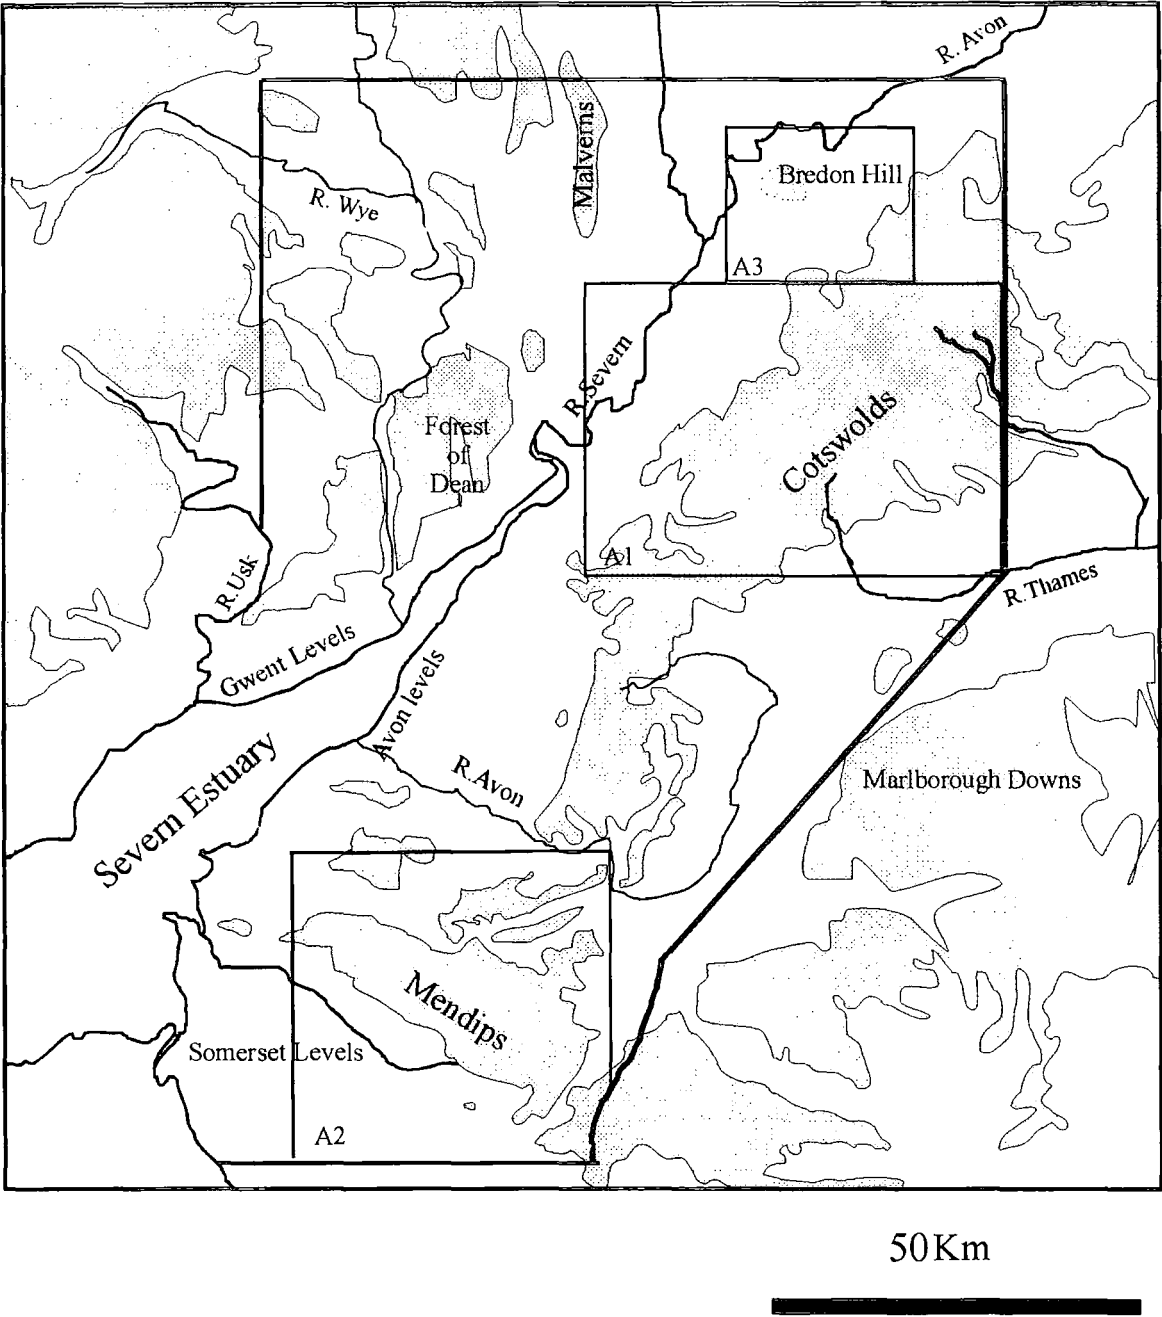 R. Avon
Malverns
Bredon Hill
R. Wye
A3
R. Severn
Forest
of
Dean
Cotswolds
A1
R. Usk
R. Thames
Gwent Levels
Avon levels
Severn Estuary
R. Avon
Marlborough Downs
Mendips
Somerset Levels
A2
50Km